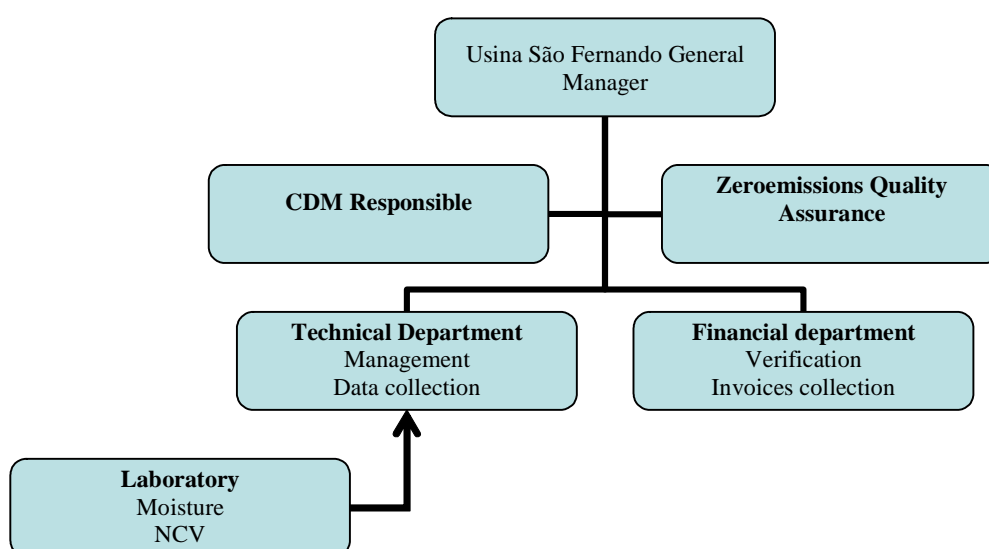 Usina São Fernando General
Manager
CDM Responsible
Zeroemissions Quality
Assurance
Technical Department
Management
Data collection
Financial department
Verification
Invoices collection
Laboratory
Moisture
NCV